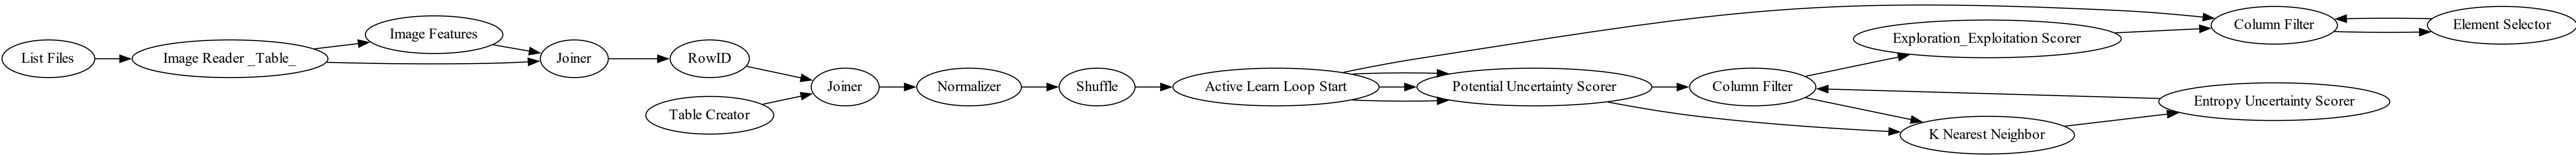 List Files
Image Reader _Table_
Image Features
Joiner
RowID
Table Creator
Joiner
Normalizer
Shuffle
Active Learn Loop Start
Potential Uncertainty Scorer
Column Filter
Exploration_Exploitation Scorer
K Nearest Neighbor
Entropy Uncertainty Scorer
Column Filter
Element Selector